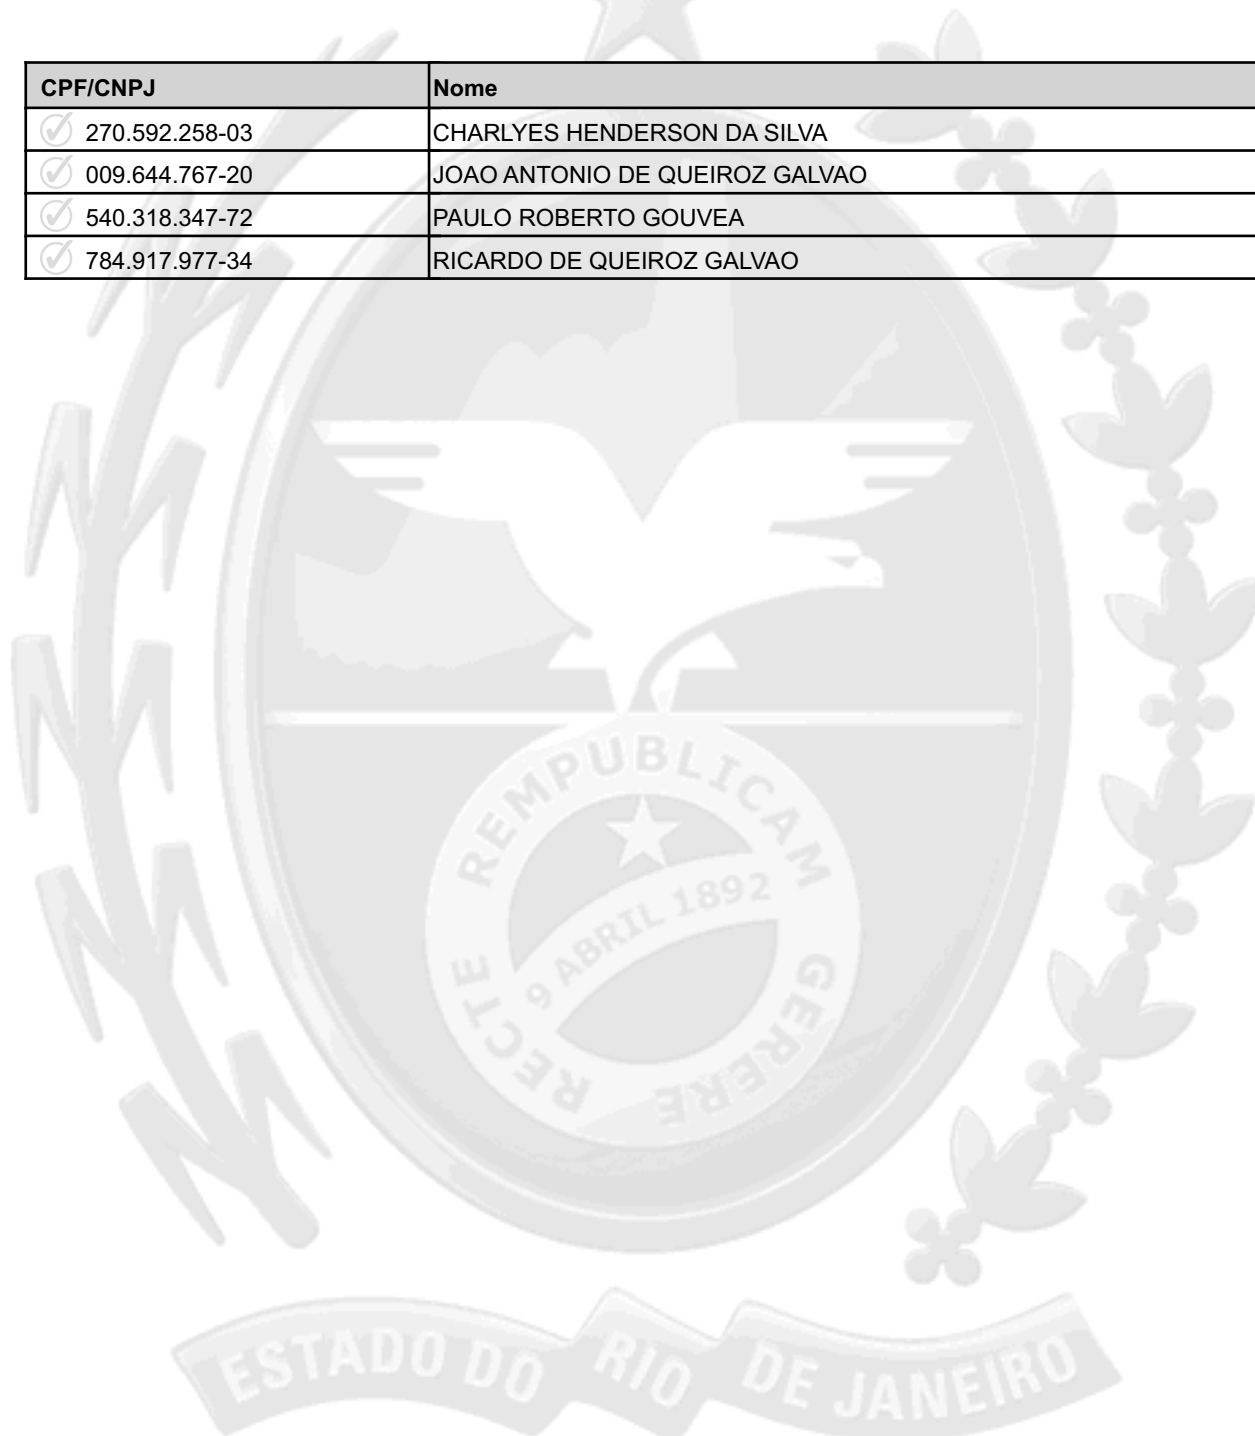 CPF/CNPJ Nome
270.592.258-03 CHARLYES HENDERSON DA SILVA
009.644.767-20 JOAO ANTONIO DE QUEIROZ GALVAO
540.318.347-72 PAULO ROBERTO GOUVEA
784.917.977-34 RICARDO DE QUEIROZ GALVAO
RECTE REMPUBLICAM GERERE
9 ABRIL 1892
ESTADO DO RIO DE JANEIRO